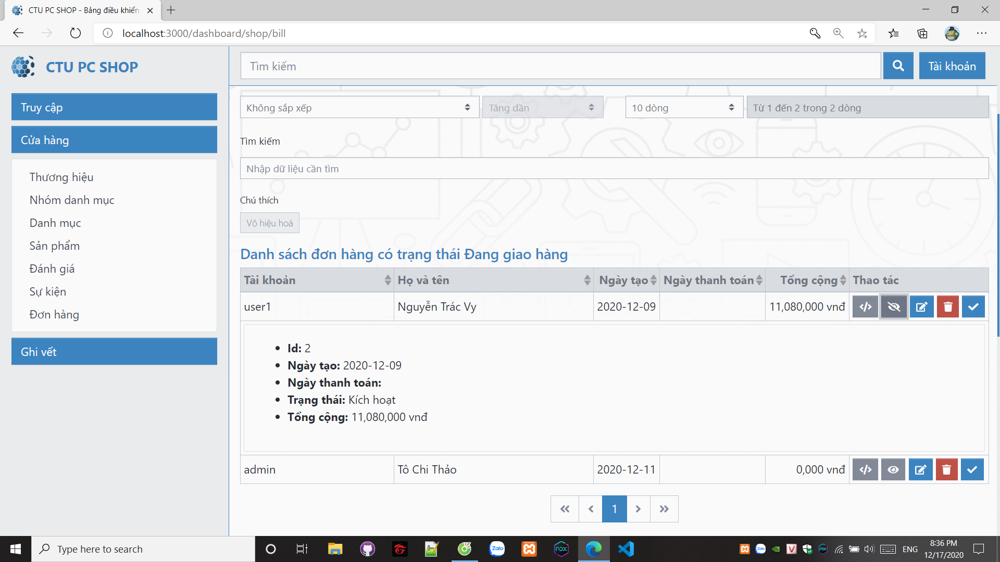 CTU PC SHOP - Bảng điều khiển
localhost:3000/dashboard/shop/bill
CTU PC SHOP
Tìm kiếm
Tài khoản
Truy cập
Cửa hàng
Thương hiệu
Nhóm danh mục
Danh mục
Sản phẩm
Đánh giá
Sự kiện
Đơn hàng
Ghi vết
Không sắp xếp
Tăng dần
10 dòng
Từ 1 đến 2 trong 2 dòng
Tìm kiếm
Nhập dữ liệu cần tìm
Chú thích
Vô hiệu hoá
Danh sách đơn hàng có trạng thái Đang giao hàng
Tài khoản Họ và tên Ngày tạo Ngày thanh toán Tổng cộng Thao tác
user1 Nguyễn Trác Vy 2020-12-09 11,080,000 vnđ
Id: 2
Ngày tạo: 2020-12-09
Ngày thanh toán:
Trạng thái: Kích hoạt
Tổng cộng: 11,080,000 vnđ
admin Tô Chi Thảo 2020-12-11 0,000 vnđ
1
Type here to search
Zalo
nox
ENG
8:36 PM
12/17/2020